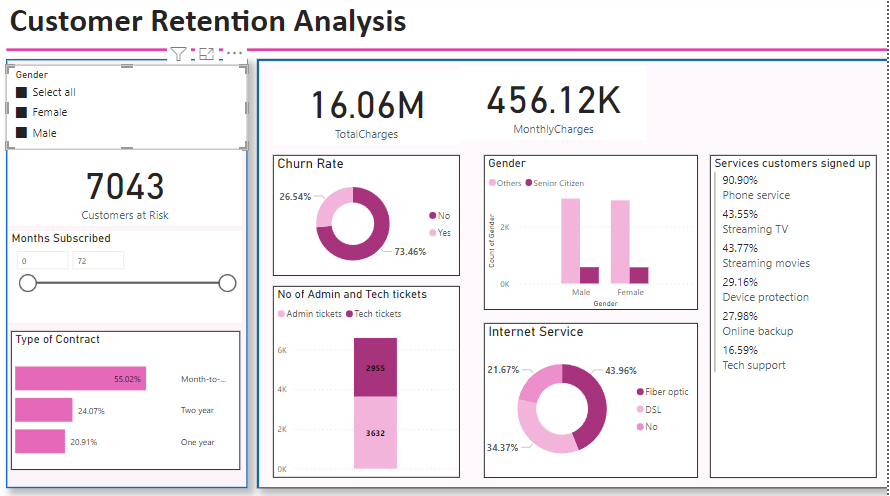 Customer Retention Analysis
Gender
Select all
Female
Male
7043
Customers at Risk
Months Subscribed
0 72
Type of Contract
55.02% Month-to-...
24.07% Two year
20.91% One year
16.06M
TotalCharges
456.12K
MonthlyCharges
Churn Rate
26.54%
No
Yes
73.46%
No of Admin and Tech tickets
Admin tickets Tech tickets
6K
4K
2K
0K
2955
3632
Gender
Others Senior Citizen
Count of Gender
2K
0K
Male Female
Gender
Internet Service
21.67% 43.96%
Fiber optic
DSL
No
34.37%
Services customers signed up
90.90%
Phone service
43.55%
Streaming TV
43.77%
Streaming movies
29.16%
Device protection
27.98%
Online backup
16.59%
Tech support